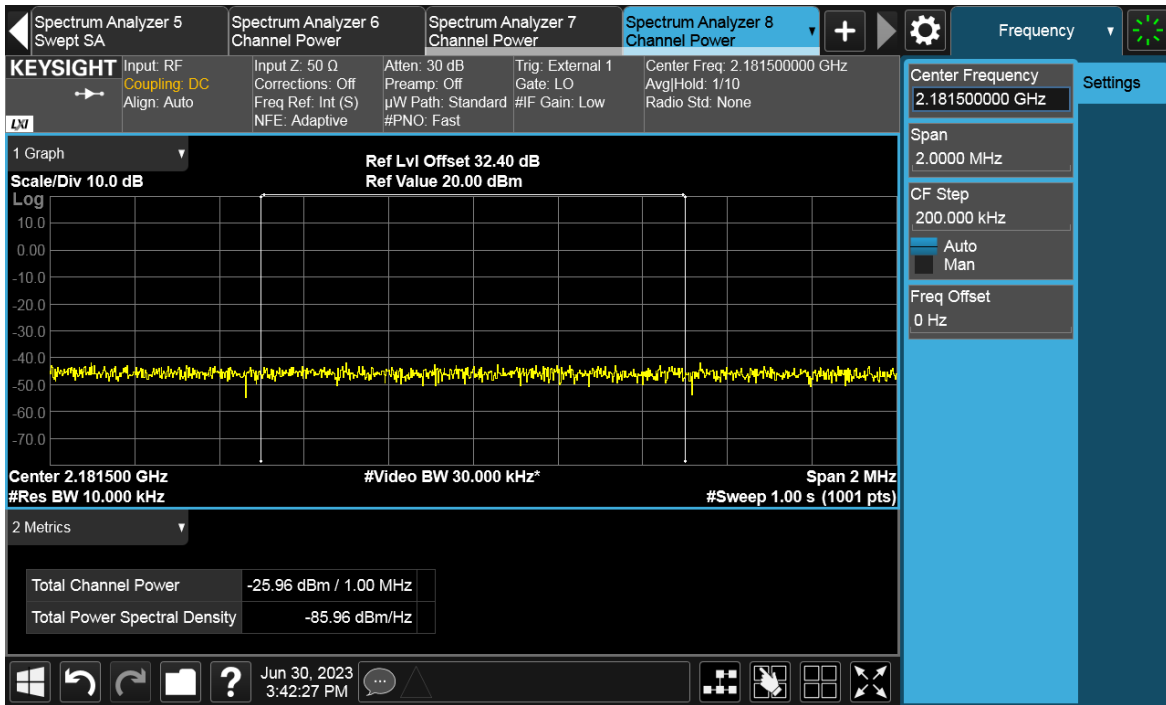 Spectrum Analyzer 5
Swept SA
Spectrum Analyzer 6
Channel Power
Spectrum Analyzer 7
Channel Power
Spectrum Analyzer 8
Channel Power
+
Frequency
KEYSIGHT
LXI
Input: RF
Coupling: DC
Align: Auto
Input Z: 50 Ω
Corrections: Off
Freq Ref: Int (S)
NFE: Adaptive
Atten: 30 dB
Preamp: Off
µW Path: Standard
#PNO: Fast
Trig: External 1
Gate: LO
#IF Gain: Low
Center Freq: 2.181500000 GHz
Avg|Hold: 1/10
Radio Std: None
Center Frequency
2.181500000 GHz
Settings
Span
2.0000 MHz
CF Step
200.000 kHz
Auto
Man
Freq Offset
0 Hz
1 Graph
Scale/Div 10.0 dB
Ref Lvl Offset 32.40 dB
Ref Value 20.00 dBm
Log
10.0
0.00
-10.0
-20.0
-30.0
-40.0
-50.0
-60.0
-70.0
Center 2.181500 GHz
#Video BW 30.000 kHz*
Span 2 MHz
#Res BW 10.000 kHz
#Sweep 1.00 s (1001 pts)
2 Metrics
Total Channel Power -25.96 dBm / 1.00 MHz
Total Power Spectral Density -85.96 dBm/Hz
?
Jun 30, 2023
3:42:27 PM